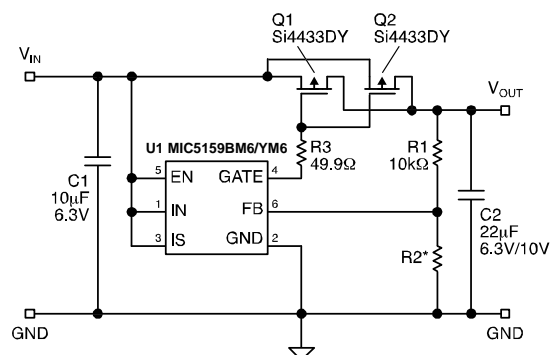 Q1
Si4433DY
Q2
Si4433DY
VIN
VOUT
U1 MIC5159BM6/YM6
R3
49.9Ω
R1
10kΩ
C1
10µF
6.3V
5
EN
GATE
4
1
IN
FB
6
3
IS
GND
2
R2*
C2
22µF
6.3V/10V
GND
GND